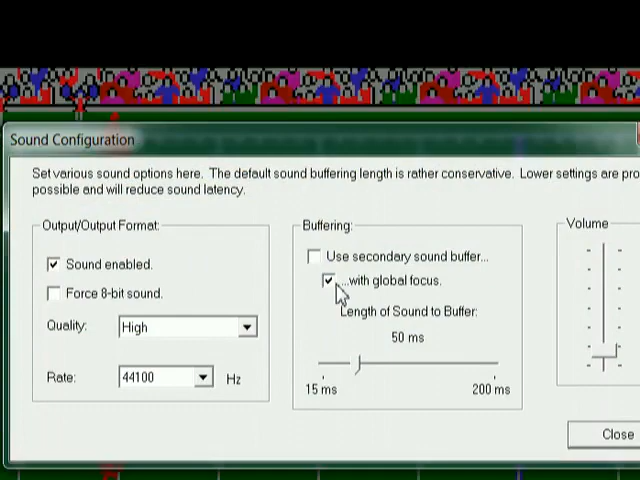 Sound Configuration
Set various sound options here. The default sound buffering length is rather conservative. Lower settings are
possible and will reduce sound latency.
Output/Output Format:
Sound enabled.
Force 8-bit sound.
Quality: High
Rate: 44100 Hz
Buffering:
Use secondary sound buffer...
...with global focus.
Length of Sound to Buffer:
50 ms
15 ms 200 ms
Volume
Close